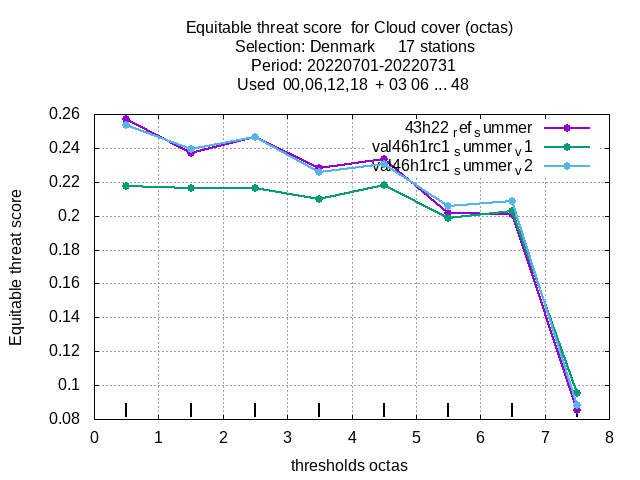 Equitable threat score for Cloud cover (octas)
Selection: Denmark 17 stations
Period: 20220701-20220731
Used 00,06,12,18 + 03 06 ... 48
43h22 ref summer
val46h1rc1 summer v1
val46h1rc1 summer v2
Equitable threat score
0.26
0.24
0.22
0.2
0.18
0.16
0.14
0.12
0.1
0.08
0 1 2 3 4 5 6 7 8
thresholds octas